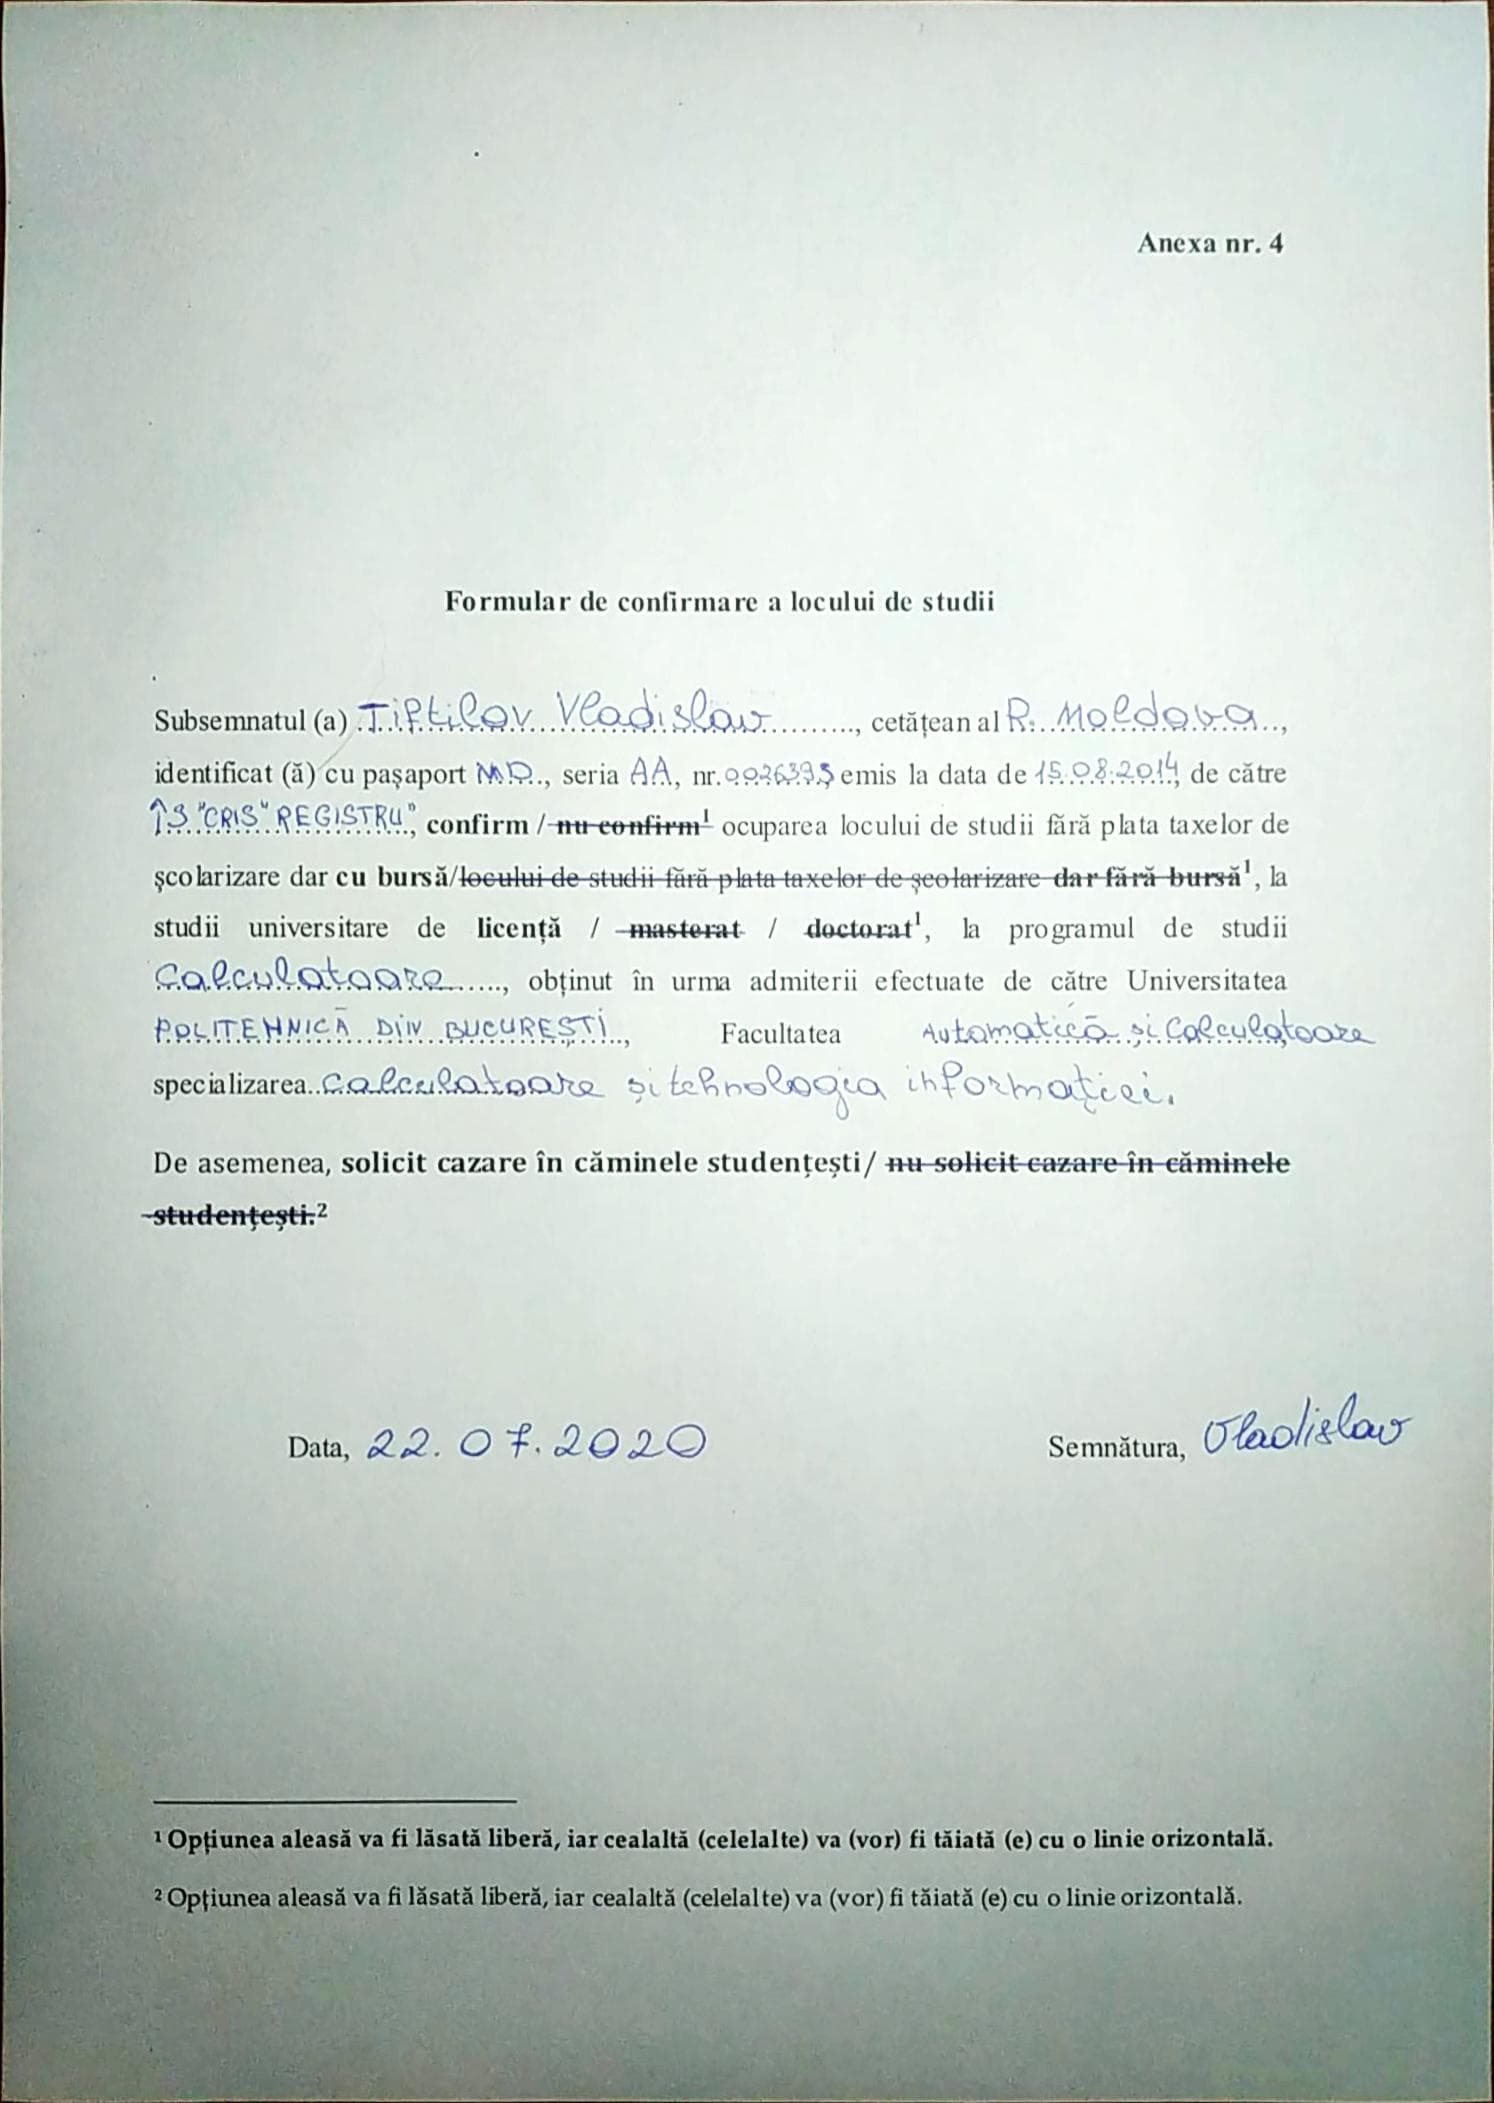 Anexa nr. 4
Formular de confirmare a locului de studii
Subsemnatul (a) Tiftilov Vladislav, cetățean al R. Moldova,
identificat (ă) cu pașaport MD, seria AA, nr. emis la data de 15.08.2014, de către
ÎS "CRIS" REGISTRU", confirm / nu confirm¹ ocuparea locului de studii fără plata taxelor de
școlarizare dar cu bursă/locului de studii fără plata taxelor de școlarizare dar fără bursă¹, la
studii universitare de licență / masterat / doctorat¹, la programul de studii
Calculatoare, obținut în urma admiterii efectuate de către Universitatea
POLITEHNICĂ DIN BUCUREȘTI, Facultatea Automatică și Calculatoare
specializarea Calculatoare și tehnologia informației.
De asemenea, solicit cazare în căminele studențești/ nu solicit cazare în căminele
studențești.²
Data, 22.07.2020 Semnătura, Vladislav
¹ Opțiunea aleasă va fi lăsată liberă, iar cealaltă (celelalte) va (vor) fi tăiată (e) cu o linie orizontală.
² Opțiunea aleasă va fi lăsată liberă, iar cealaltă (celelalte) va (vor) fi tăiată (e) cu o linie orizontală.